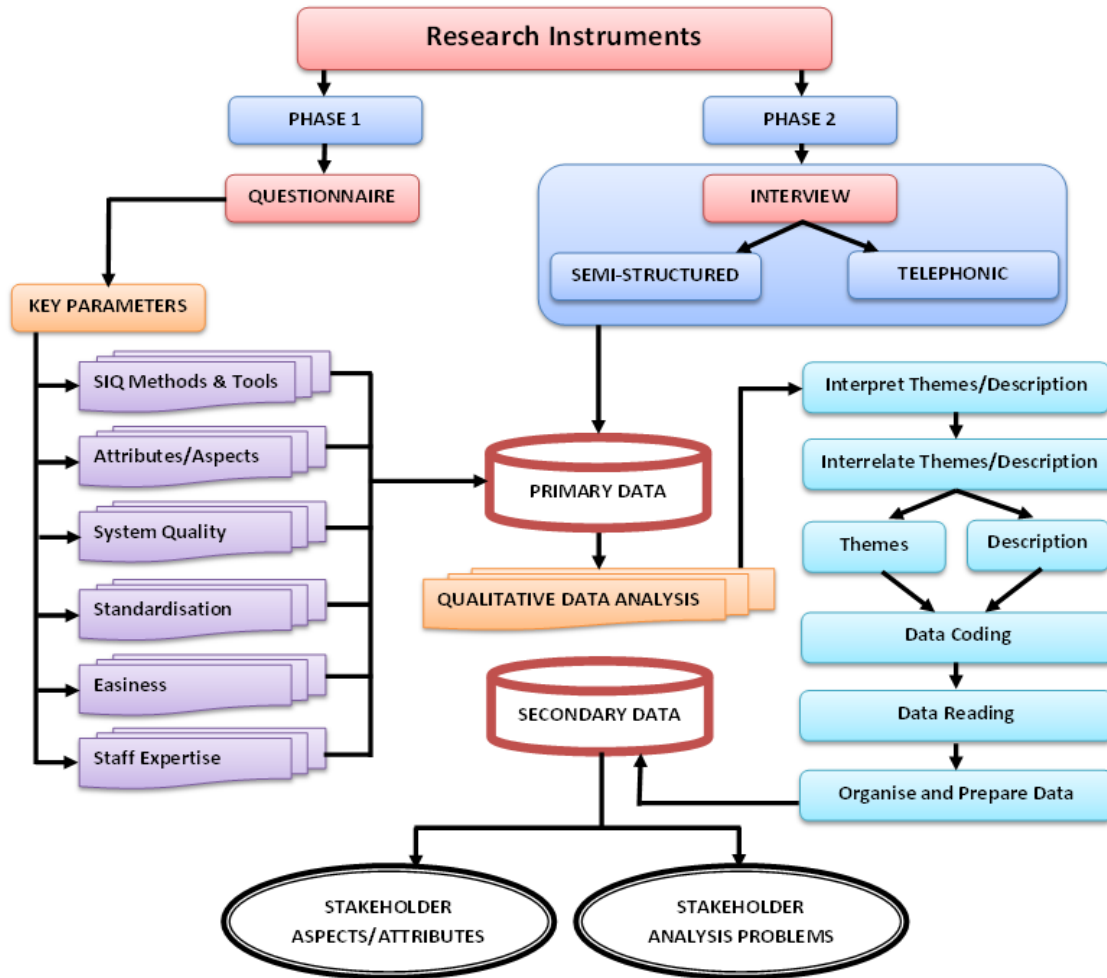 Research Instruments
PHASE 1
PHASE 2
QUESTIONNAIRE
INTERVIEW
SEMI-STRUCTURED
TELEPHONIC
KEY PARAMETERS
SIQ Methods & Tools
Attributes/Aspects
System Quality
Standardisation
Easiness
Staff Expertise
PRIMARY DATA
QUALITATIVE DATA ANALYSIS
SECONDARY DATA
Interpret Themes/Description
Interrelate Themes/Description
Themes
Description
Data Coding
Data Reading
Organise and Prepare Data
STAKEHOLDER
ASPECTS/ATTRIBUTES
STAKEHOLDER
ANALYSIS PROBLEMS